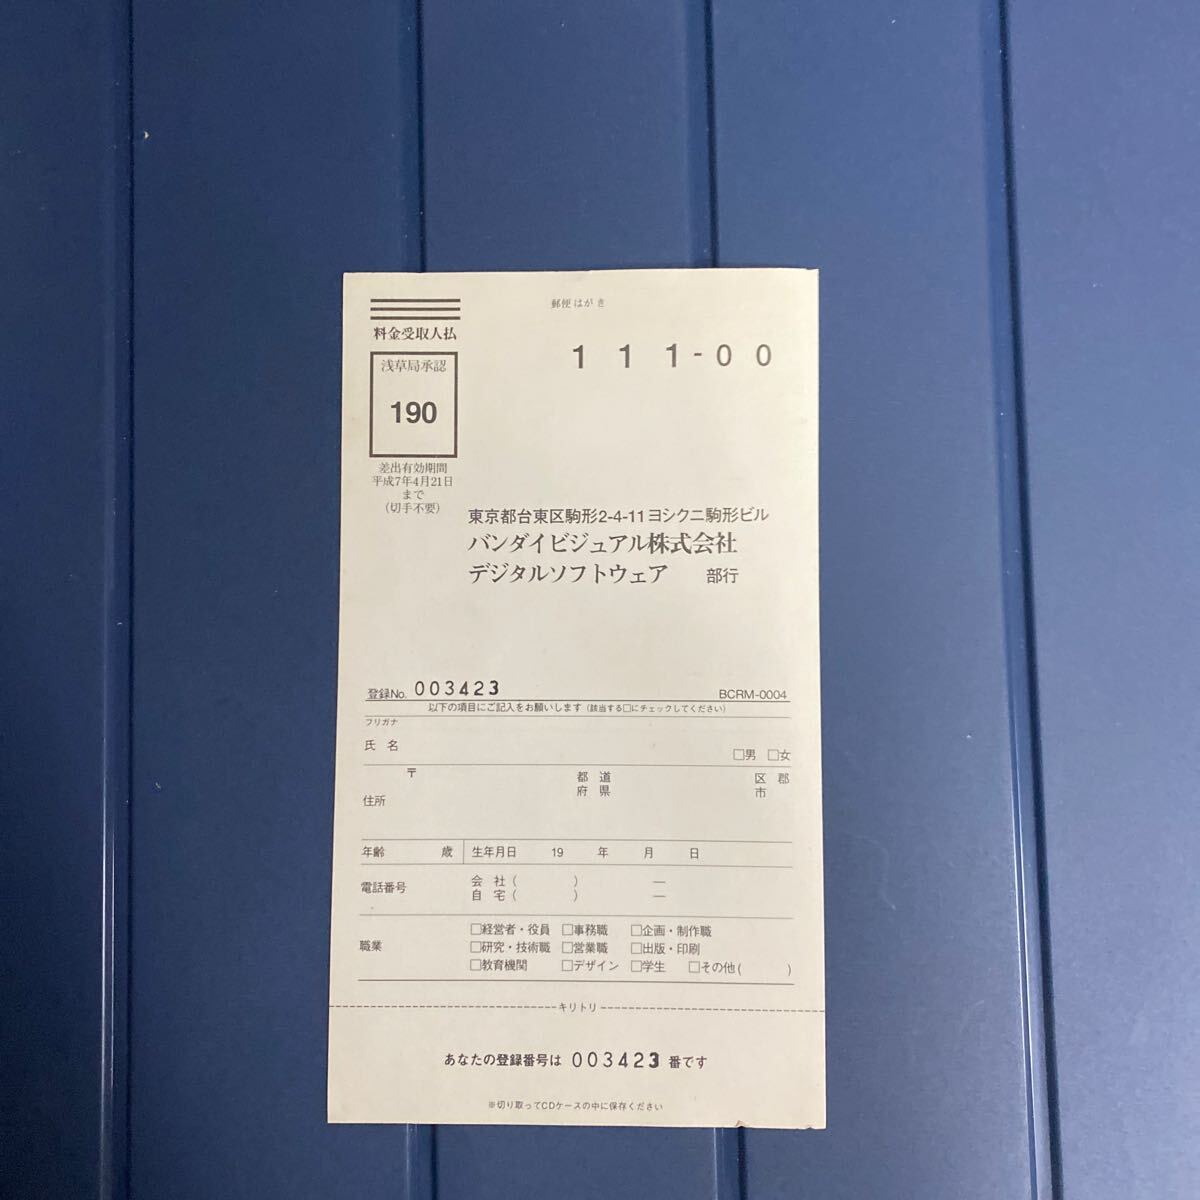 郵便はがき
料金受取人払
浅草局承認
190
差出有効期間
平成7年4月21日
まで
(切手不要)
111-00
東京都台東区駒形2-4-11ヨシクニ駒形ビル
バンダイビジュアル株式会社
デジタルソフトウェア 部行
登録No. 003423 BCRM-0004
以下の項目にご記入をお願いします(該当する□にチェックしてください)
フリガナ
氏名 □男 □女
〒 都道 区郡
府県 市
住所
年齢 歳 生年月日 19 年 月 日
電話番号 会社( ) ―
自宅( ) ―
職業 □経営者・役員 □事務職 □企画・制作職
□研究・技術職 □営業職 □出版・印刷
□教育機関 □デザイン □学生 □その他( )
キリトリ
あなたの登録番号は 003423 番です
※切り取ってCDケースの中に保存ください